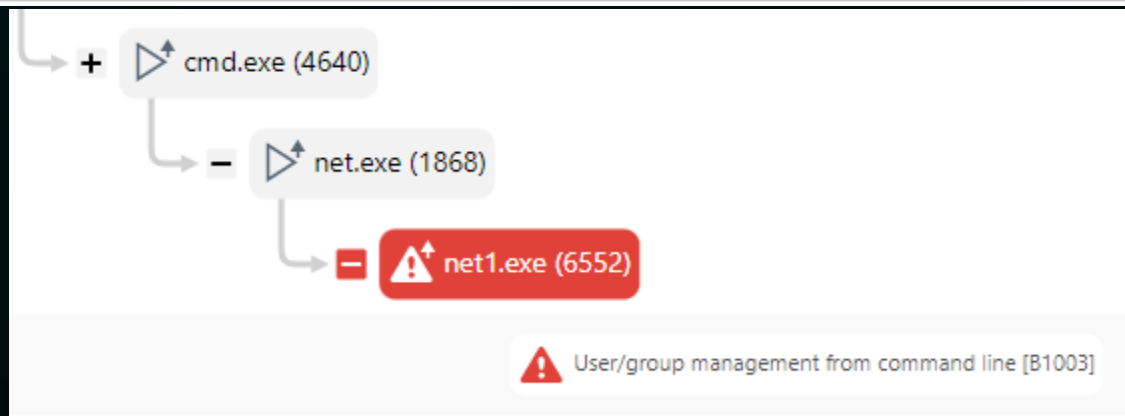 cmd.exe (4640)
net.exe (1868)
net1.exe (6552)
User/group management from command line [B1003]